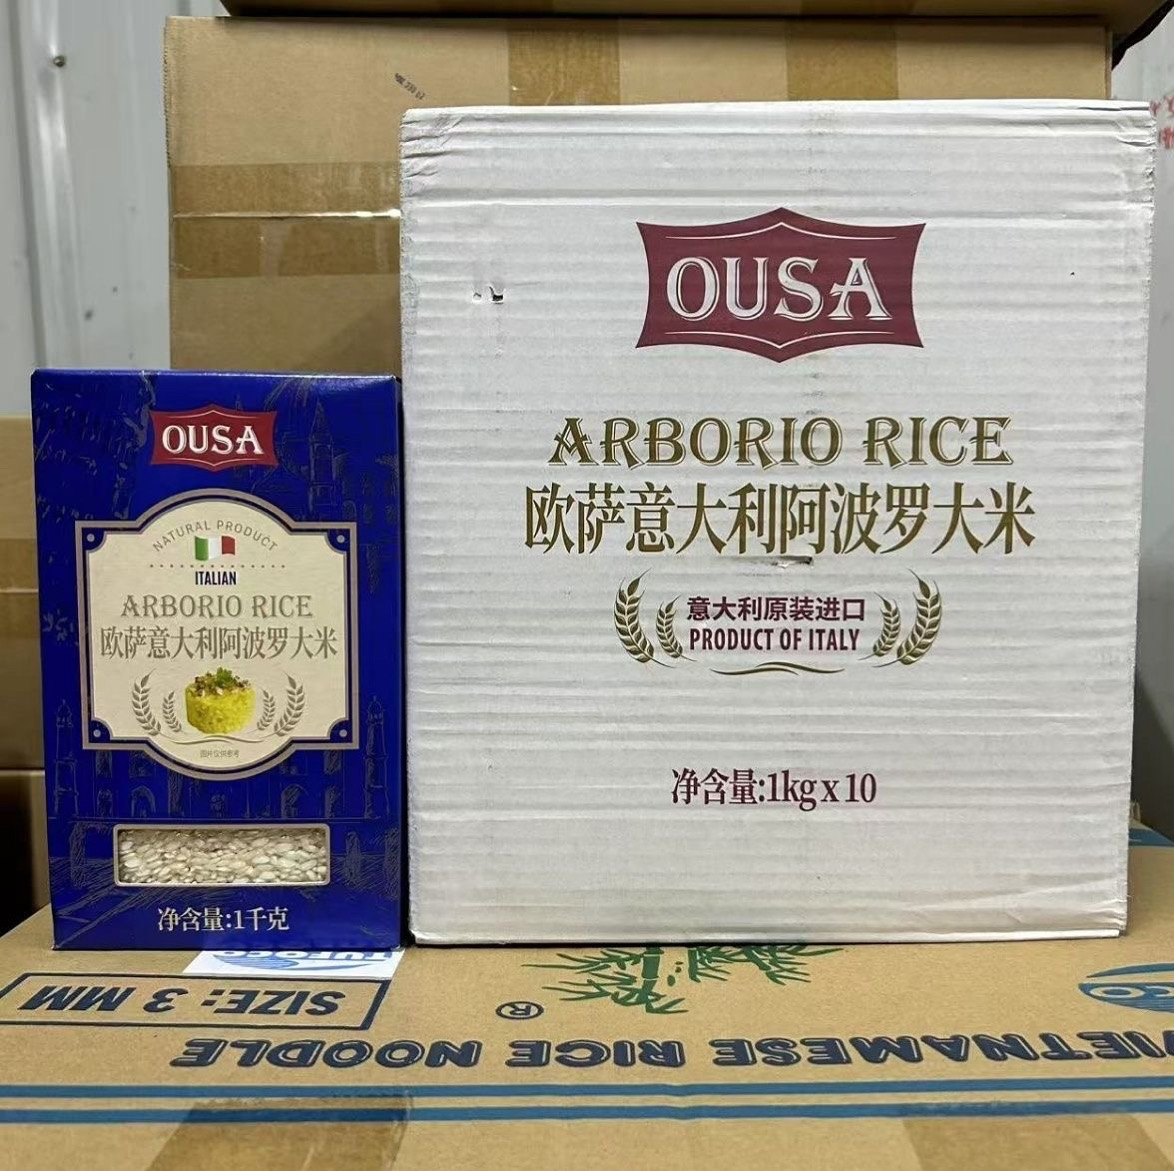 OUSA
NATURAL PRODUCT
ITALIAN
ARBORIO RICE
欧萨意大利阿波罗大米
图片仅供参考
净含量:1千克
OUSA
ARBORIO RICE
欧萨意大利阿波罗大米
意大利原装进口
PRODUCT OF ITALY
净含量:1kg x 10
TUFOCO
SIZE: 3 MM
®
VIETNAMESE RICE NOODLE